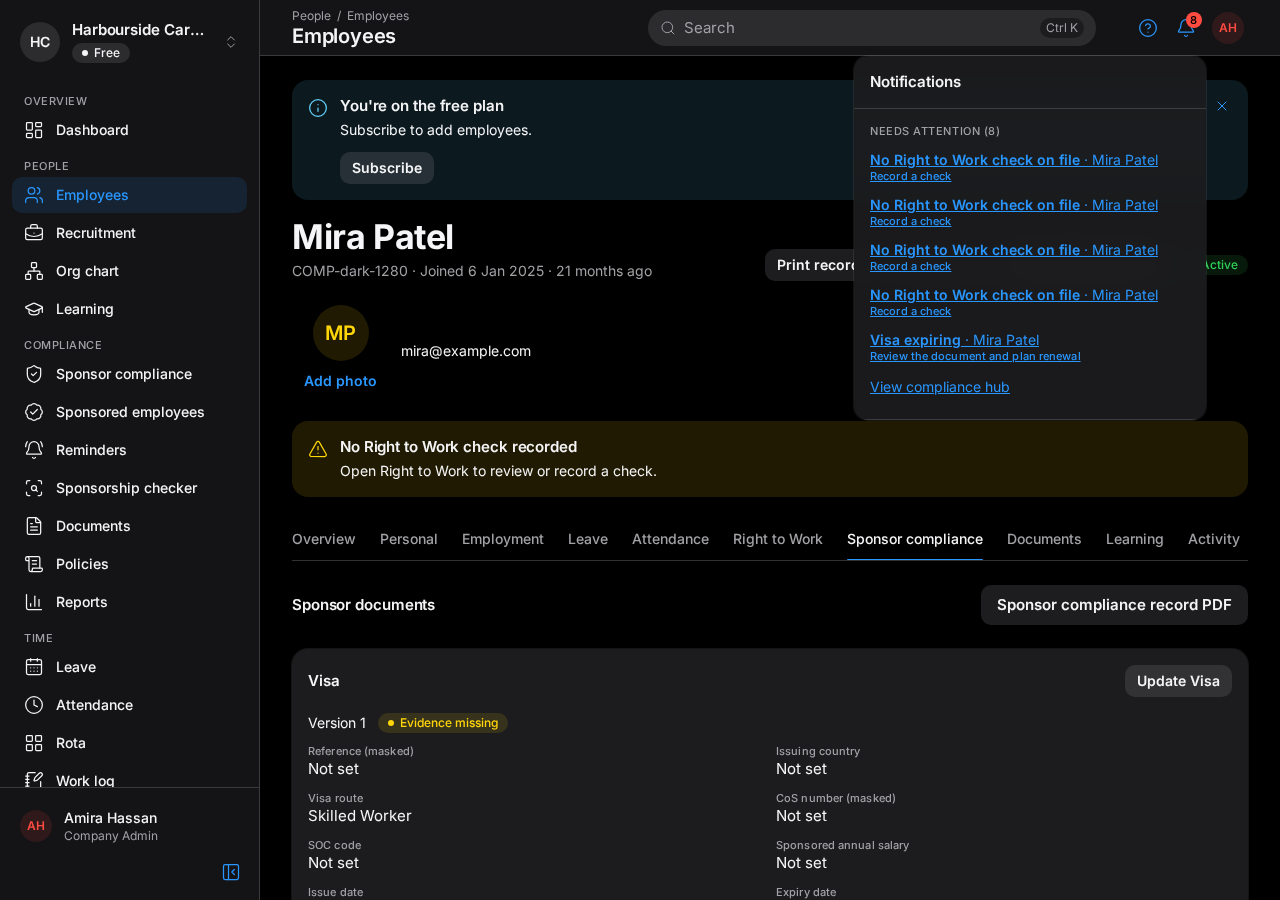 HC
Harbourside Car...
Free
OVERVIEW
Dashboard
PEOPLE
Employees
Recruitment
Org chart
Learning
COMPLIANCE
Sponsor compliance
Sponsored employees
Reminders
Sponsorship checker
Documents
Policies
Reports
TIME
Leave
Attendance
Rota
Work log
AH
Amira Hassan
Company Admin
People / Employees
Employees
Search
Ctrl K
8
AH
You're on the free plan
Subscribe to add employees.
Subscribe
Notifications
NEEDS ATTENTION (8)
No Right to Work check on file · Mira Patel
Record a check
No Right to Work check on file · Mira Patel
Record a check
No Right to Work check on file · Mira Patel
Record a check
No Right to Work check on file · Mira Patel
Record a check
Visa expiring · Mira Patel
Review the document and plan renewal
View compliance hub
Mira Patel
COMP-dark-1280 · Joined 6 Jan 2025 · 21 months ago
Print record
Active
MP
mira@example.com
Add photo
No Right to Work check recorded
Open Right to Work to review or record a check.
Overview Personal Employment Leave Attendance Right to Work Sponsor compliance Documents Learning Activity
Sponsor documents
Sponsor compliance record PDF
Visa
Update Visa
Version 1
Evidence missing
Reference (masked)
Not set
Issuing country
Not set
Visa route
Skilled Worker
CoS number (masked)
Not set
SOC code
Not set
Sponsored annual salary
Not set
Issue date
Expiry date